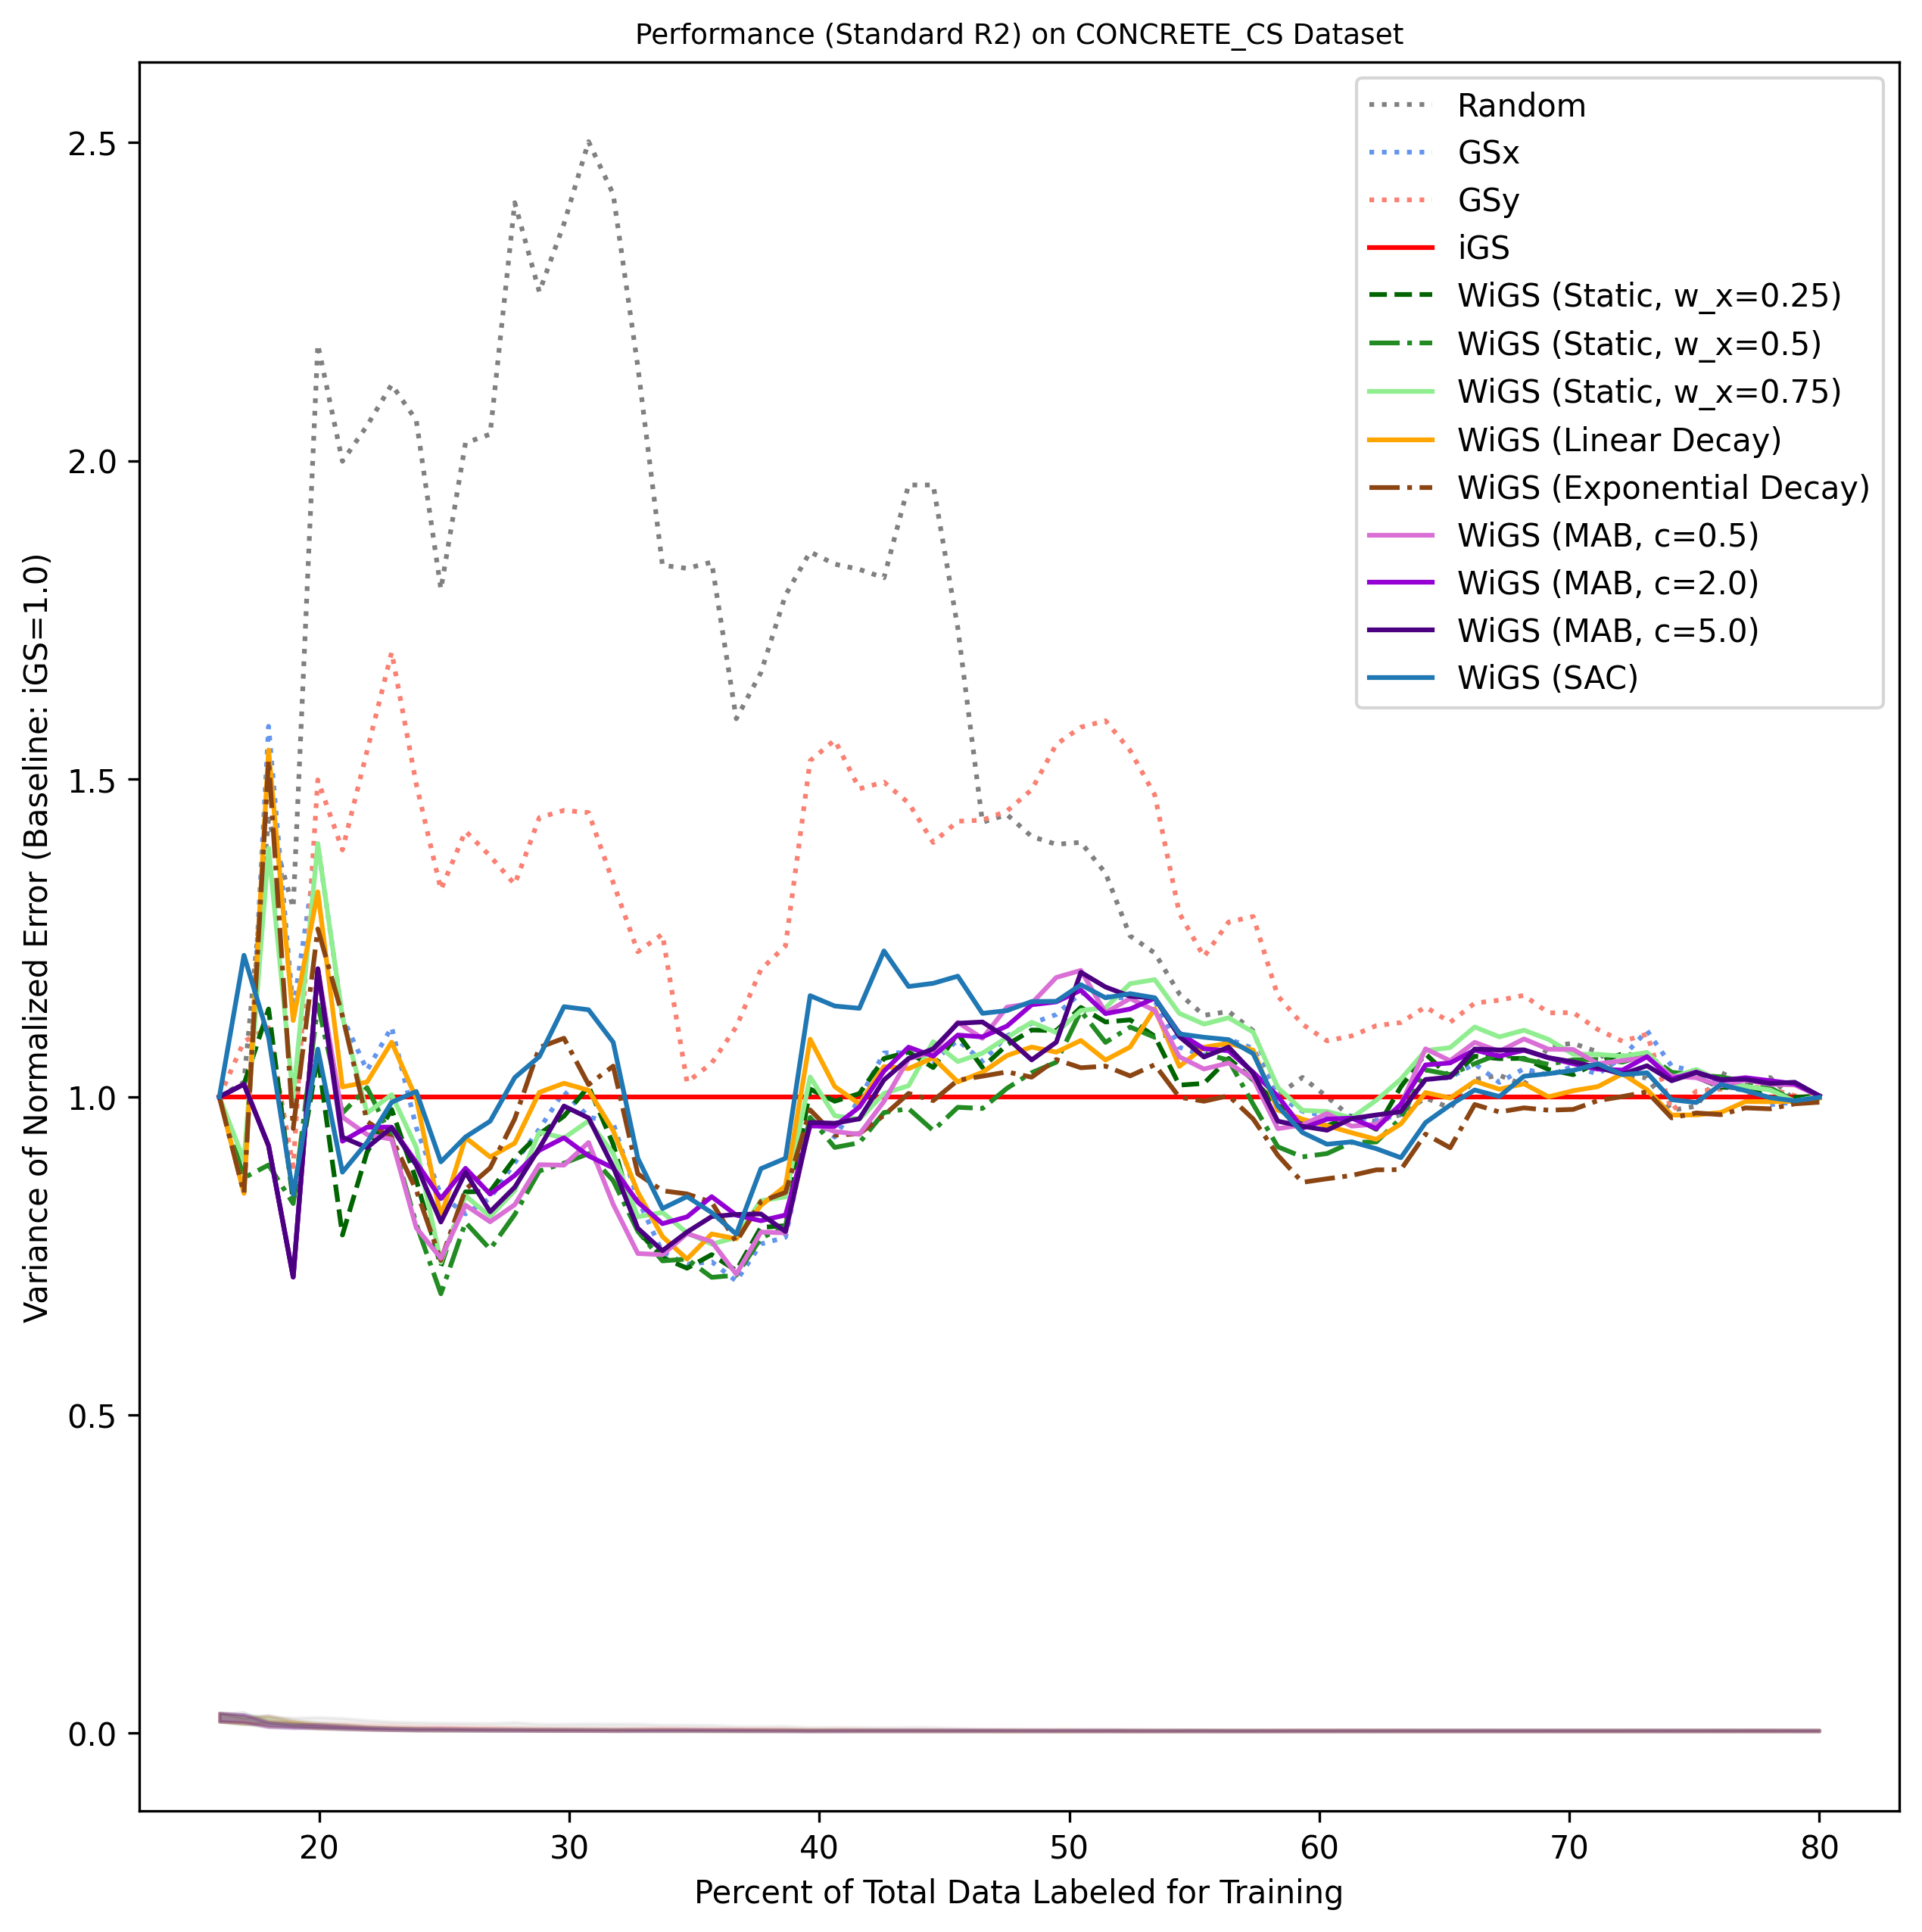 Performance (Standard R2) on CONCRETE_CS Dataset
Variance of Normalized Error (Baseline: iGS=1.0)
2.5
2.0
1.5
1.0
0.5
0.0
Random
GSx
GSy
iGS
WiGS (Static, w_x=0.25)
WiGS (Static, w_x=0.5)
WiGS (Static, w_x=0.75)
WiGS (Linear Decay)
WiGS (Exponential Decay)
WiGS (MAB, c=0.5)
WiGS (MAB, c=2.0)
WiGS (MAB, c=5.0)
WiGS (SAC)
20 30 40 50 60 70 80
Percent of Total Data Labeled for Training